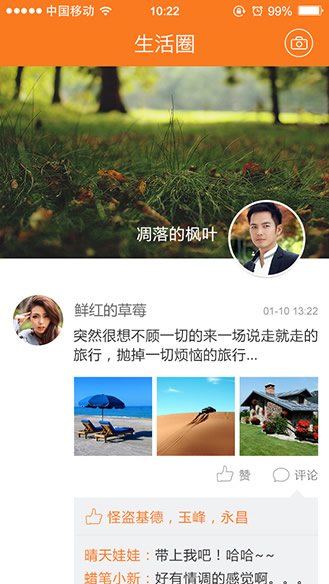 中国移动 10:22 99%
生活圈
凋落的枫叶
鲜红的草莓 01-10 13:22
突然很想不顾一切的来一场说走就走的
旅行，抛掉一切烦恼的旅行...
赞 评论
怪盗基德，玉峰，永昌
晴天娃娃：带上我吧！哈哈~~
蜡笔小新：好有情调的感觉啊。。。